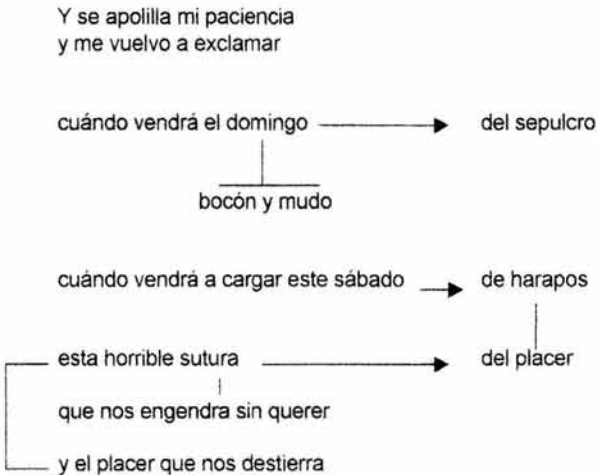 Y se apolilla mi paciencia
y me vuelvo a exclamar
cuándo vendrá el domingo del sepulcro
bocón y mudo
cuándo vendrá a cargar este sábado de harapos
esta horrible sutura del placer
que nos engendra sin querer
y el placer que nos destierra